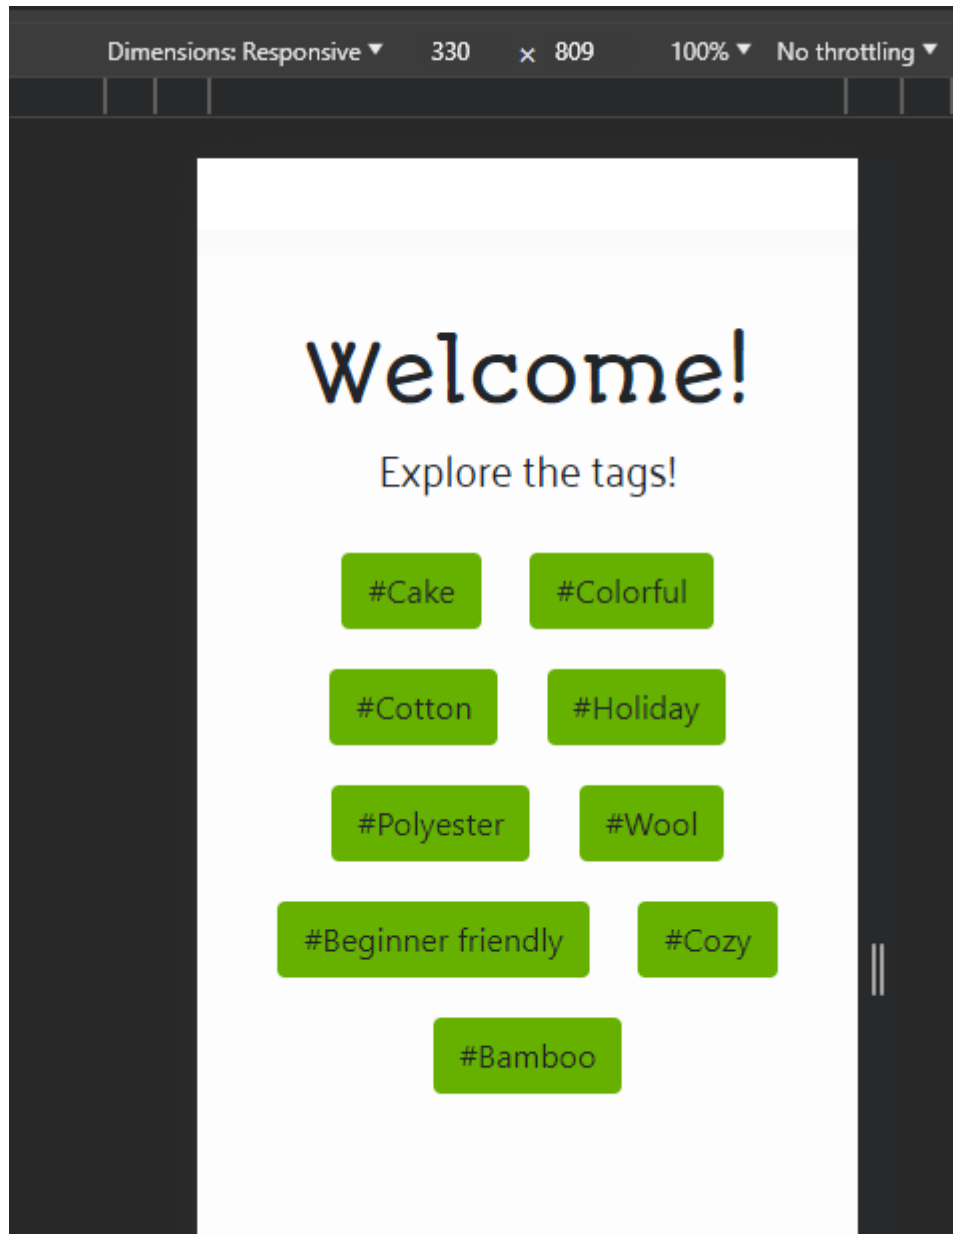 Dimensions: Responsive ▼ 330 × 809 100% ▼ No throttling ▼
Welcome!
Explore the tags!
#Cake #Colorful
#Cotton #Holiday
#Polyester #Wool
#Beginner friendly #Cozy
#Bamboo